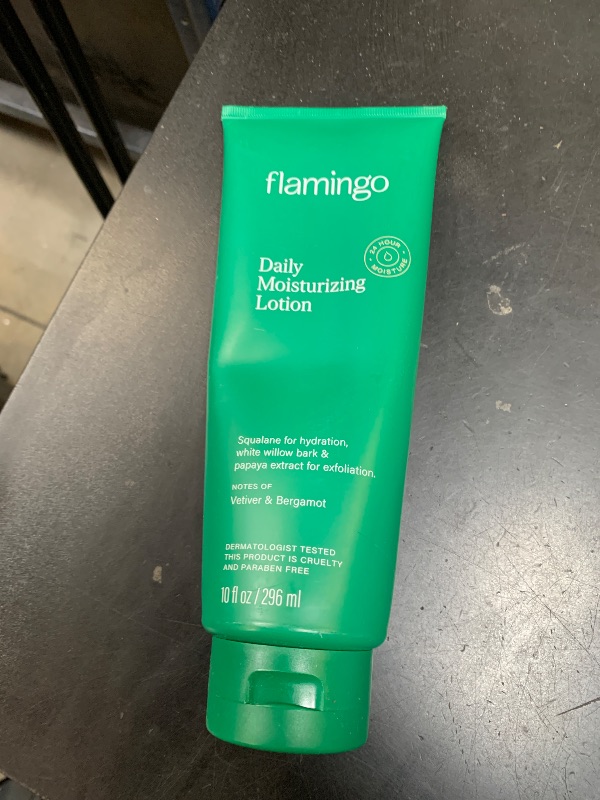 flamingo
24 HOUR
MOISTURE
Daily
Moisturizing
Lotion
Squalane for hydration,
white willow bark &
papaya extract for exfoliation.
NOTES OF
Vetiver & Bergamot
DERMATOLOGIST TESTED
THIS PRODUCT IS CRUELTY
AND PARABEN FREE
10 fl oz / 296 ml